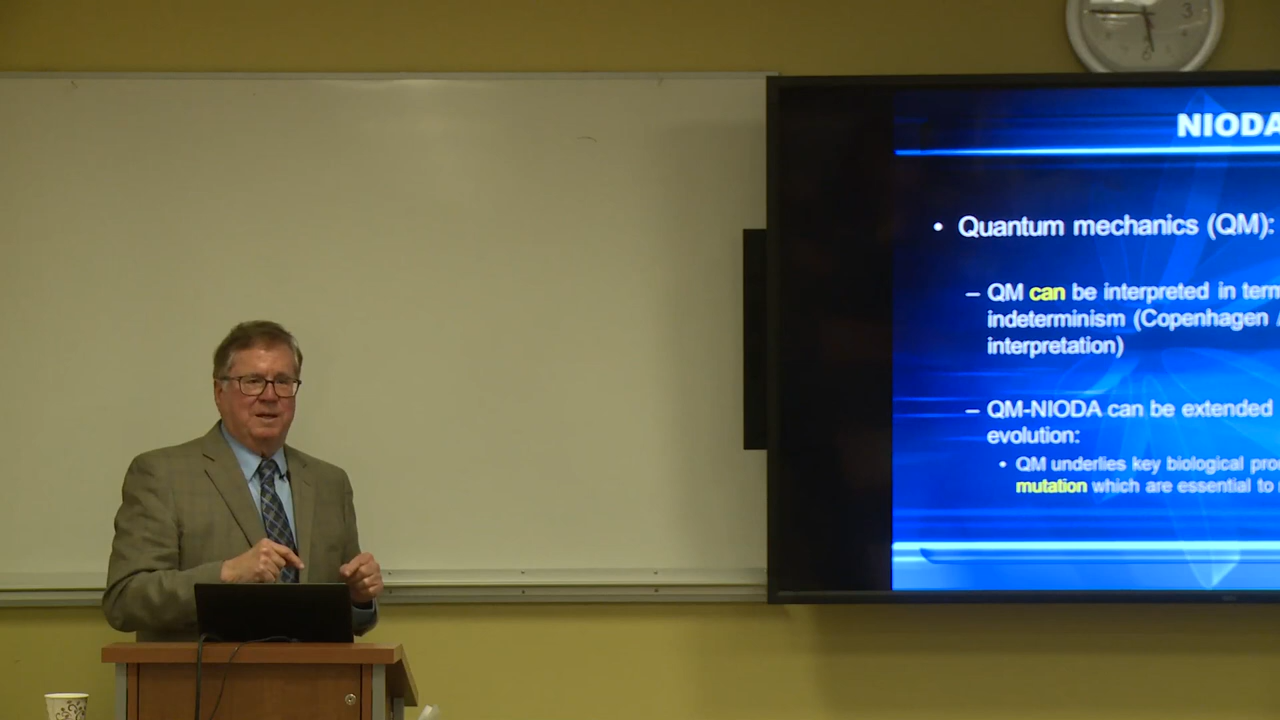 3
NIODA
• Quantum mechanics (QM):
– QM can be interpreted in term
indeterminism (Copenhagen /
interpretation)
– QM-NIODA can be extended
evolution:
• QM underlies key biological pro
mutation which are essential to